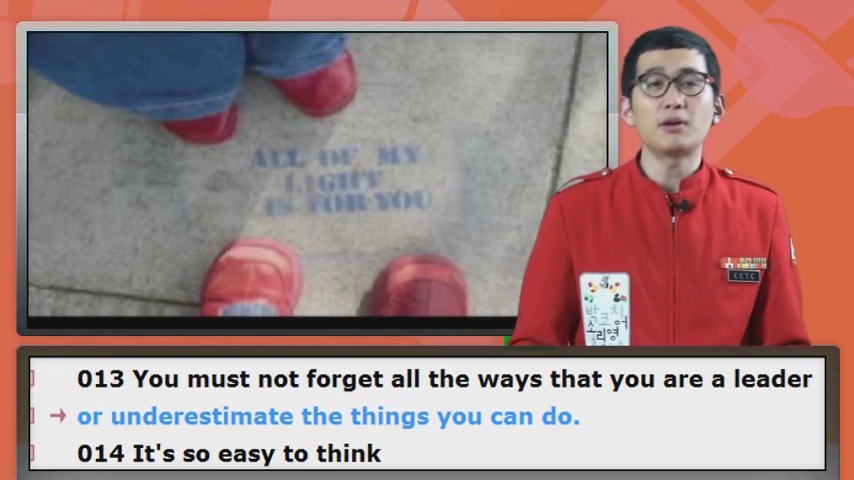 ALL OF MY
LIGHT
IS FOR YOU
CETC
013 You must not forget all the ways that you are a leader
→ or underestimate the things you can do.
014 It's so easy to think